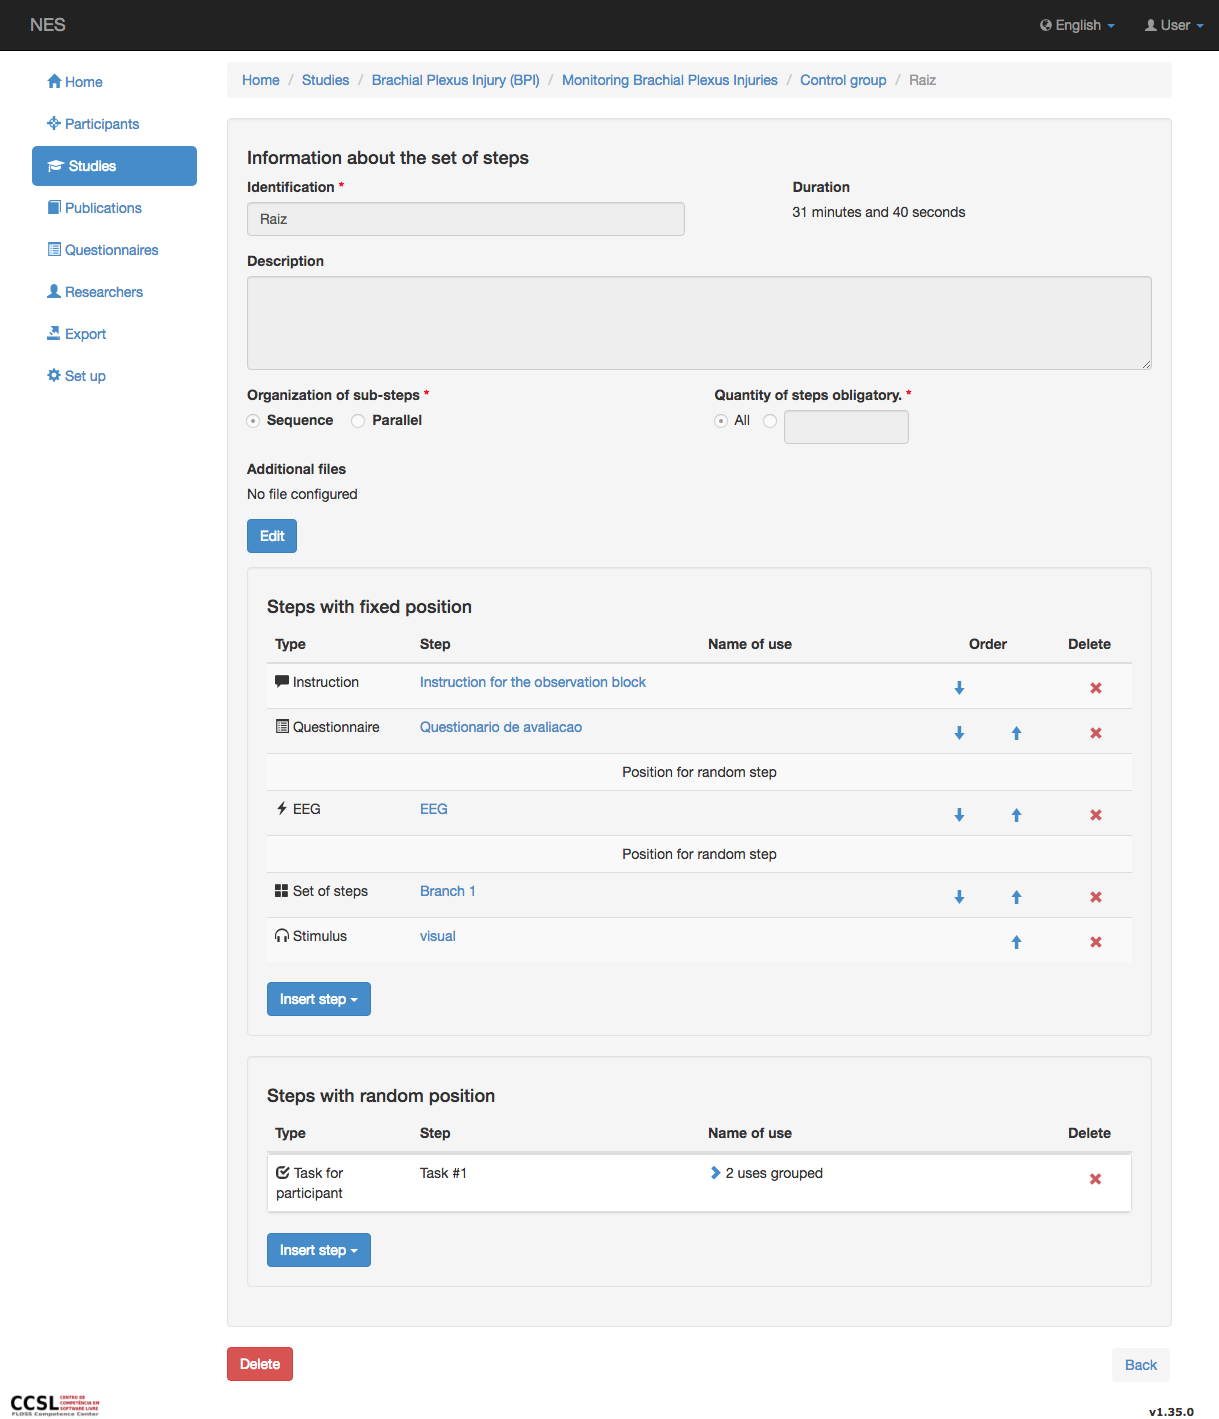 NES
English
User
Home
Participants
Studies
Publications
Questionnaires
Researchers
Export
Set up
Home / Studies / Brachial Plexus Injury (BPI) / Monitoring Brachial Plexus Injuries / Control group / Raiz
Information about the set of steps
Identification *
Duration
Raiz
31 minutes and 40 seconds
Description
Organization of sub-steps *
Quantity of steps obligatory. *
Sequence Parallel
All
Additional files
No file configured
Edit
Steps with fixed position
Type Step Name of use Order Delete
Instruction Instruction for the observation block
Questionnaire Questionario de avaliacao
Position for random step
EEG EEG
Position for random step
Set of steps Branch 1
Stimulus visual
Insert step
Steps with random position
Type Step Name of use Delete
Task for Task #1 2 uses grouped
participant
Insert step
Delete
Back
CCSL
CENTRO DE
COMPETÊNCIA EM
SOFTWARE LIVRE
FLOSS Competence Center
v1.35.0